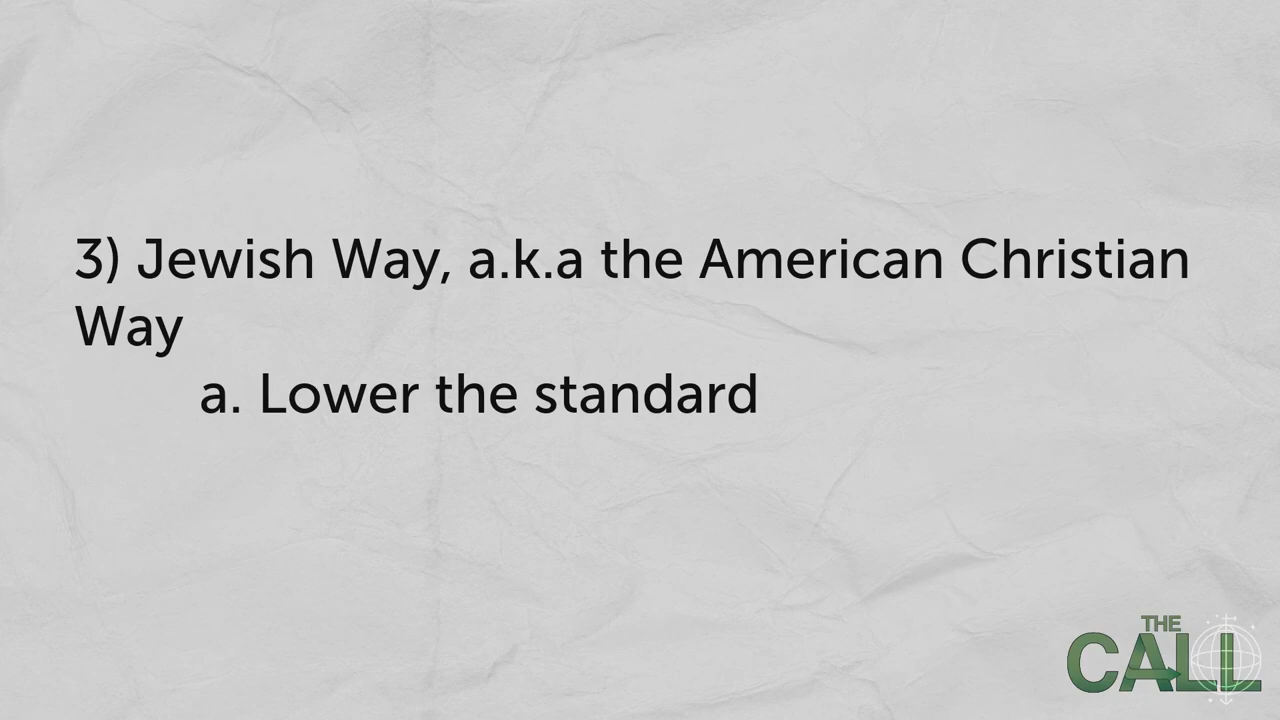 3) Jewish Way, a.k.a the American Christian
Way
a. Lower the standard
THE
CALL